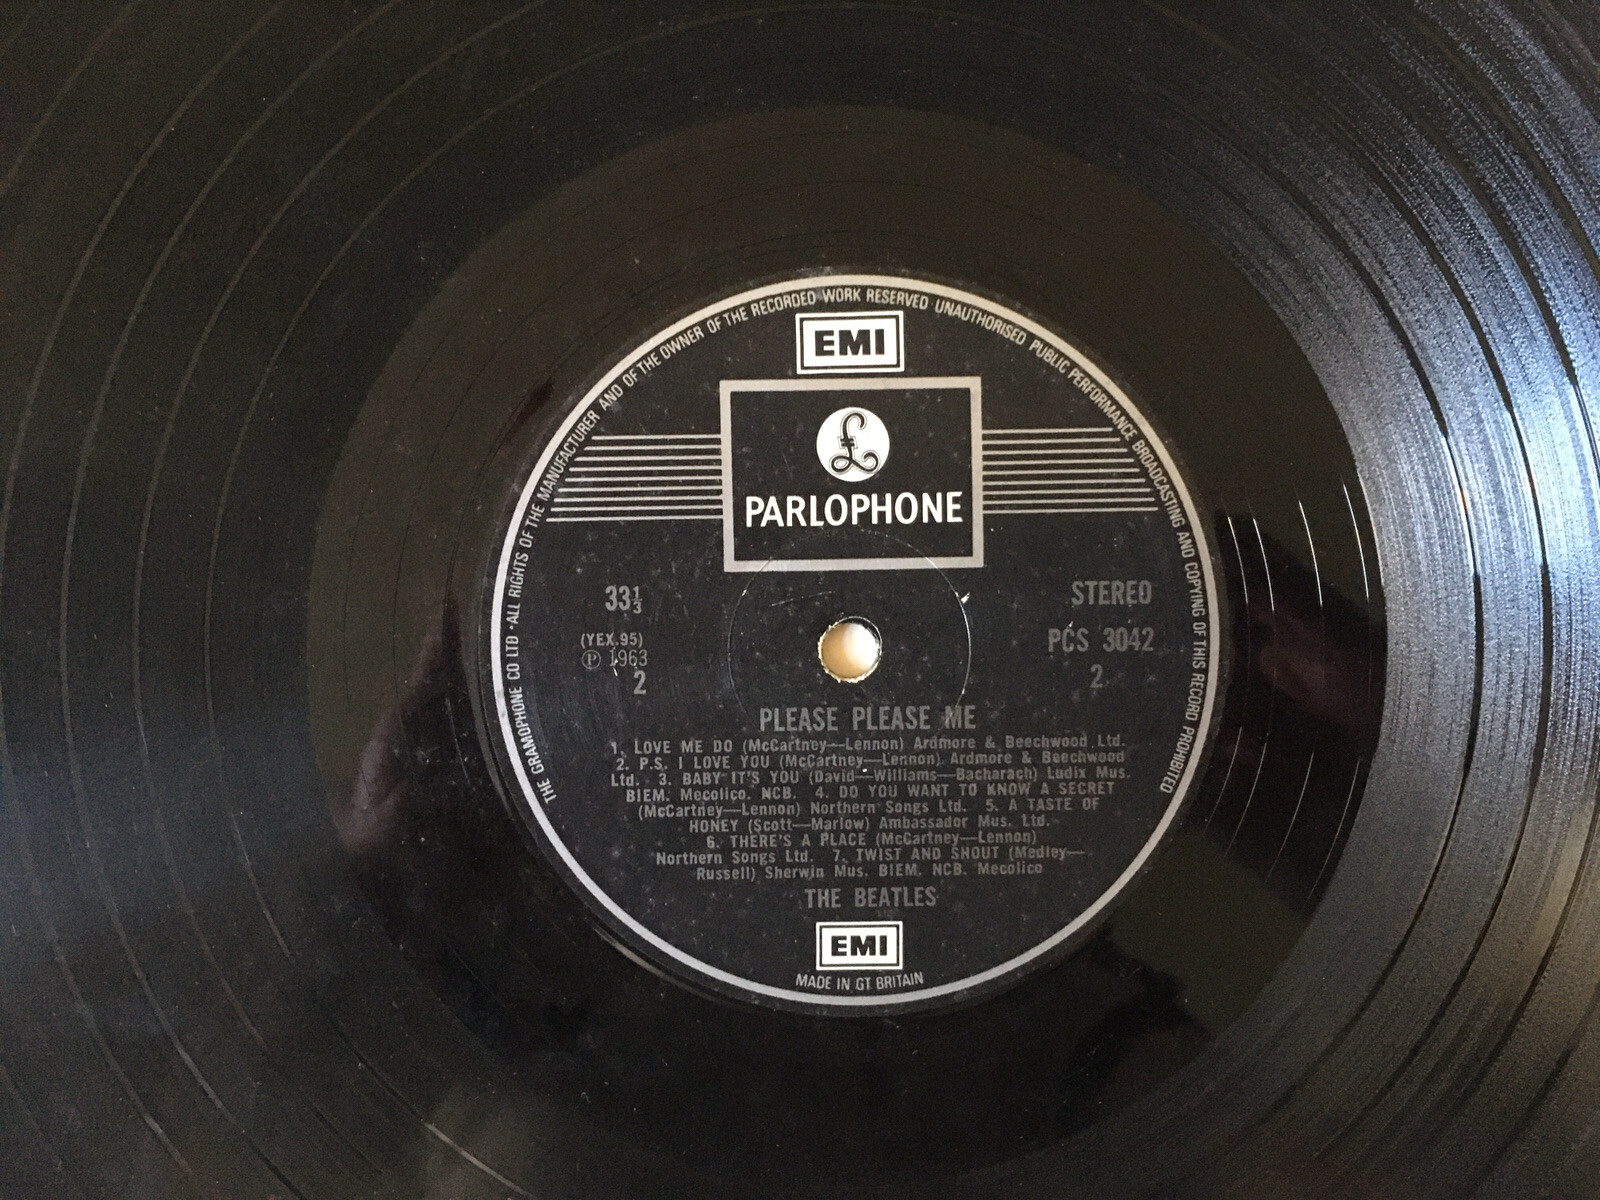 THE GRAMOPHONE CO LTD · ALL RIGHTS OF THE MANUFACTURER AND OF THE OWNER OF THE RECORDED WORK RESERVED · UNAUTHORISED PUBLIC PERFORMANCE BROADCASTING AND COPYING OF THIS RECORD PROHIBITED
EMI
£
PARLOPHONE
33⅓
STEREO
(YEX.95)
PCS 3042
Ⓟ 1963
2
2
PLEASE PLEASE ME
1. LOVE ME DO (McCartney—Lennon) Ardmore & Beechwood Ltd.
2. P.S. I LOVE YOU (McCartney—Lennon) Ardmore & Beechwood
Ltd. 3. BABY IT'S YOU (David—Williams—Bacharach) Ludix Mus.
BIEM. Mecolico. NCB. 4. DO YOU WANT TO KNOW A SECRET
(McCartney—Lennon) Northern Songs Ltd. 5. A TASTE OF
HONEY (Scott—Marlow) Ambassador Mus. Ltd.
6. THERE'S A PLACE (McCartney—Lennon)
Northern Songs Ltd. 7. TWIST AND SHOUT (Medley—
Russell) Sherwin Mus. BIEM. NCB. Mecolico
THE BEATLES
EMI
MADE IN GT BRITAIN